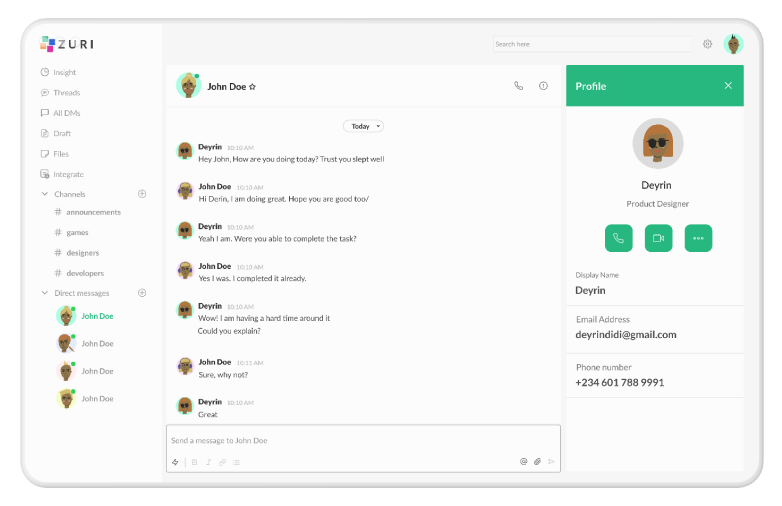 ZURI
Search here
Insight
Threads
All DMs
Draft
Files
Integrate
Channels
# announcements
# games
# designers
# developers
Direct messages
John Doe
John Doe
John Doe
John Doe
John Doe
Today
Deyrin 10:10 AM
Hey John, How are you doing today? Trust you slept well
John Doe 10:10 AM
Hi Derin, I am doing great. Hope you are good too/
Deyrin 10:10 AM
Yeah I am. Were you able to complete the task?
John Doe 10:10 AM
Yes I was. I completed it already.
Deyrin 10:10 AM
Wow! I am having a hard time around it
Could you explain?
John Doe 10:11 AM
Sure, why not?
Deyrin 10:10 AM
Great
Send a message to John Doe
B I
@
Profile
Deyrin
Product Designer
Display Name
Deyrin
Email Address
deyrindidi@gmail.com
Phone number
+234 601 788 9991